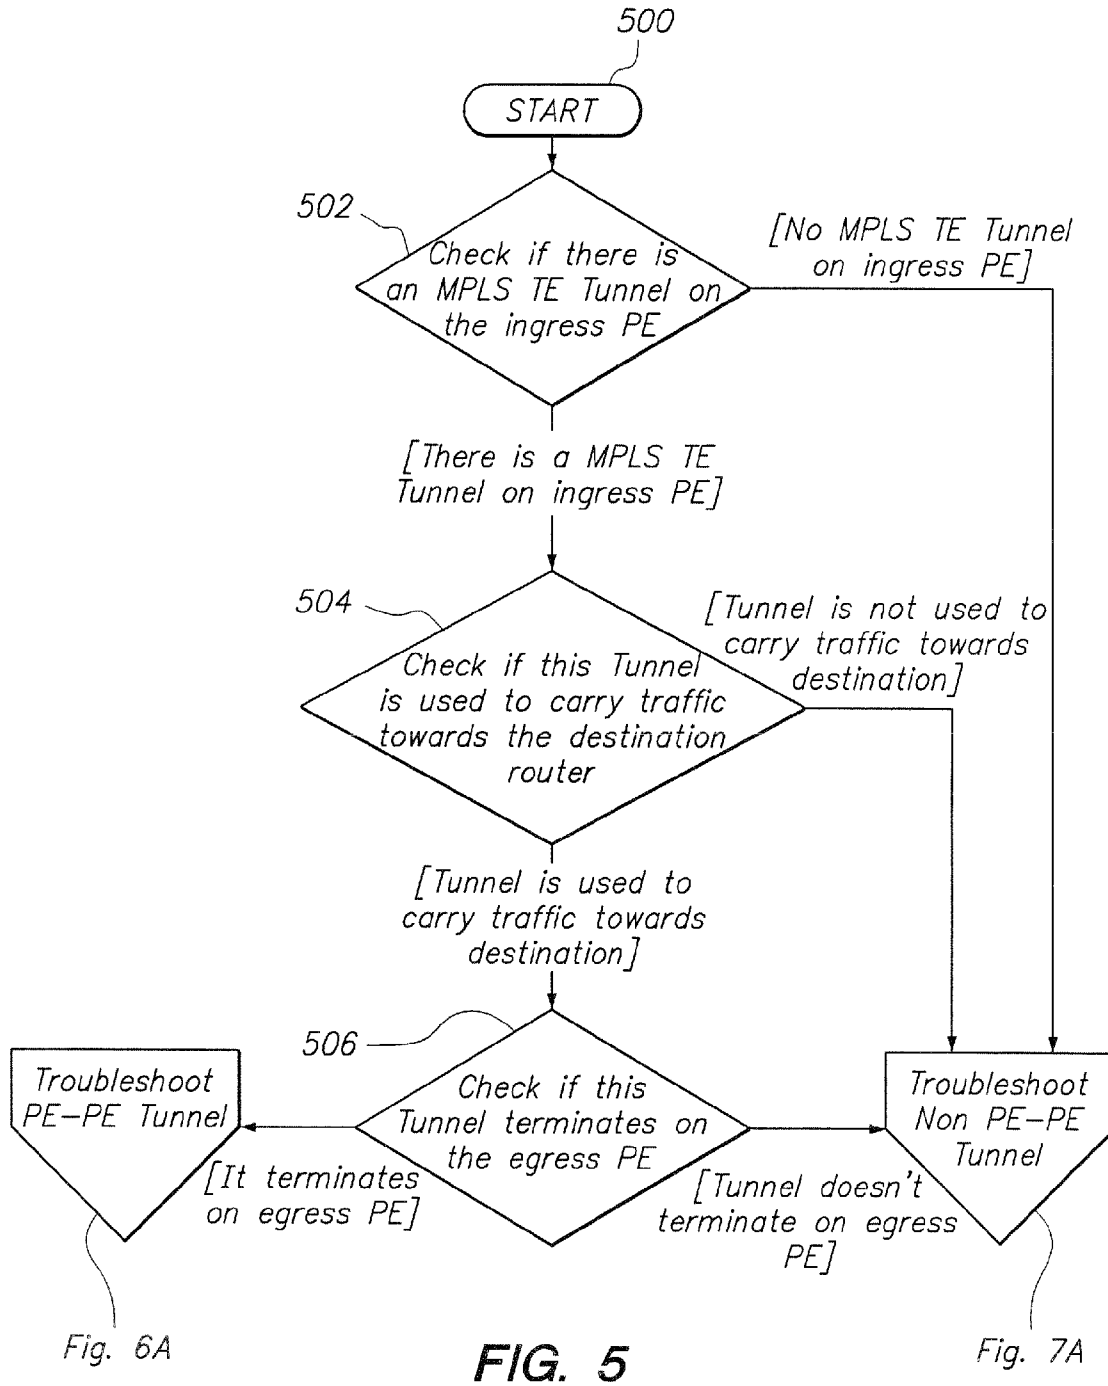 500
START
502
Check if there is
an MPLS TE Tunnel on
the ingress PE
[No MPLS TE Tunnel
on ingress PE]
[There is a MPLS TE
Tunnel on ingress PE]
504
Check if this Tunnel
is used to carry traffic
towards the destination
router
[Tunnel is not used to
carry traffic towards
destination]
[Tunnel is used to
carry traffic towards
destination]
506
Check if this
Tunnel terminates on
the egress PE
Troubleshoot
PE-PE Tunnel
[It terminates
on egress PE]
[Tunnel doesn't
terminate on egress
PE]
Troubleshoot
Non PE-PE
Tunnel
Fig. 6A
FIG. 5
Fig. 7A